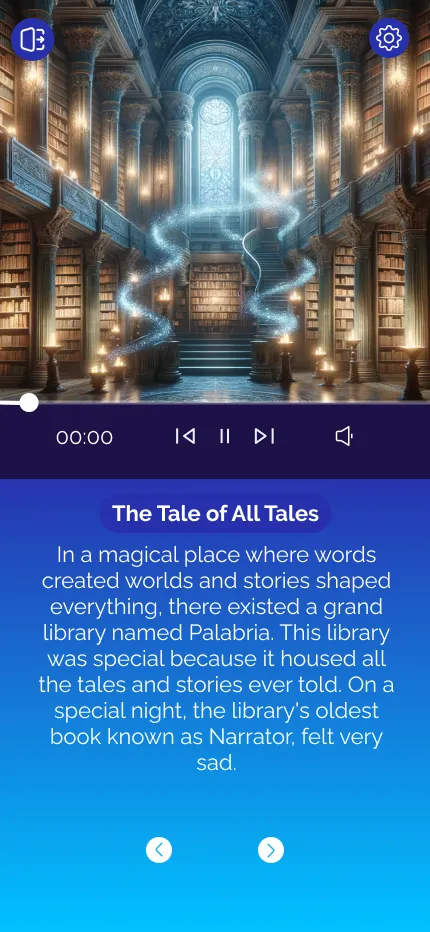 00:00
The Tale of All Tales
In a magical place where words
created worlds and stories shaped
everything, there existed a grand
library named Palabria. This library
was special because it housed all
the tales and stories ever told. On a
special night, the library's oldest
book known as Narrator, felt very
sad.